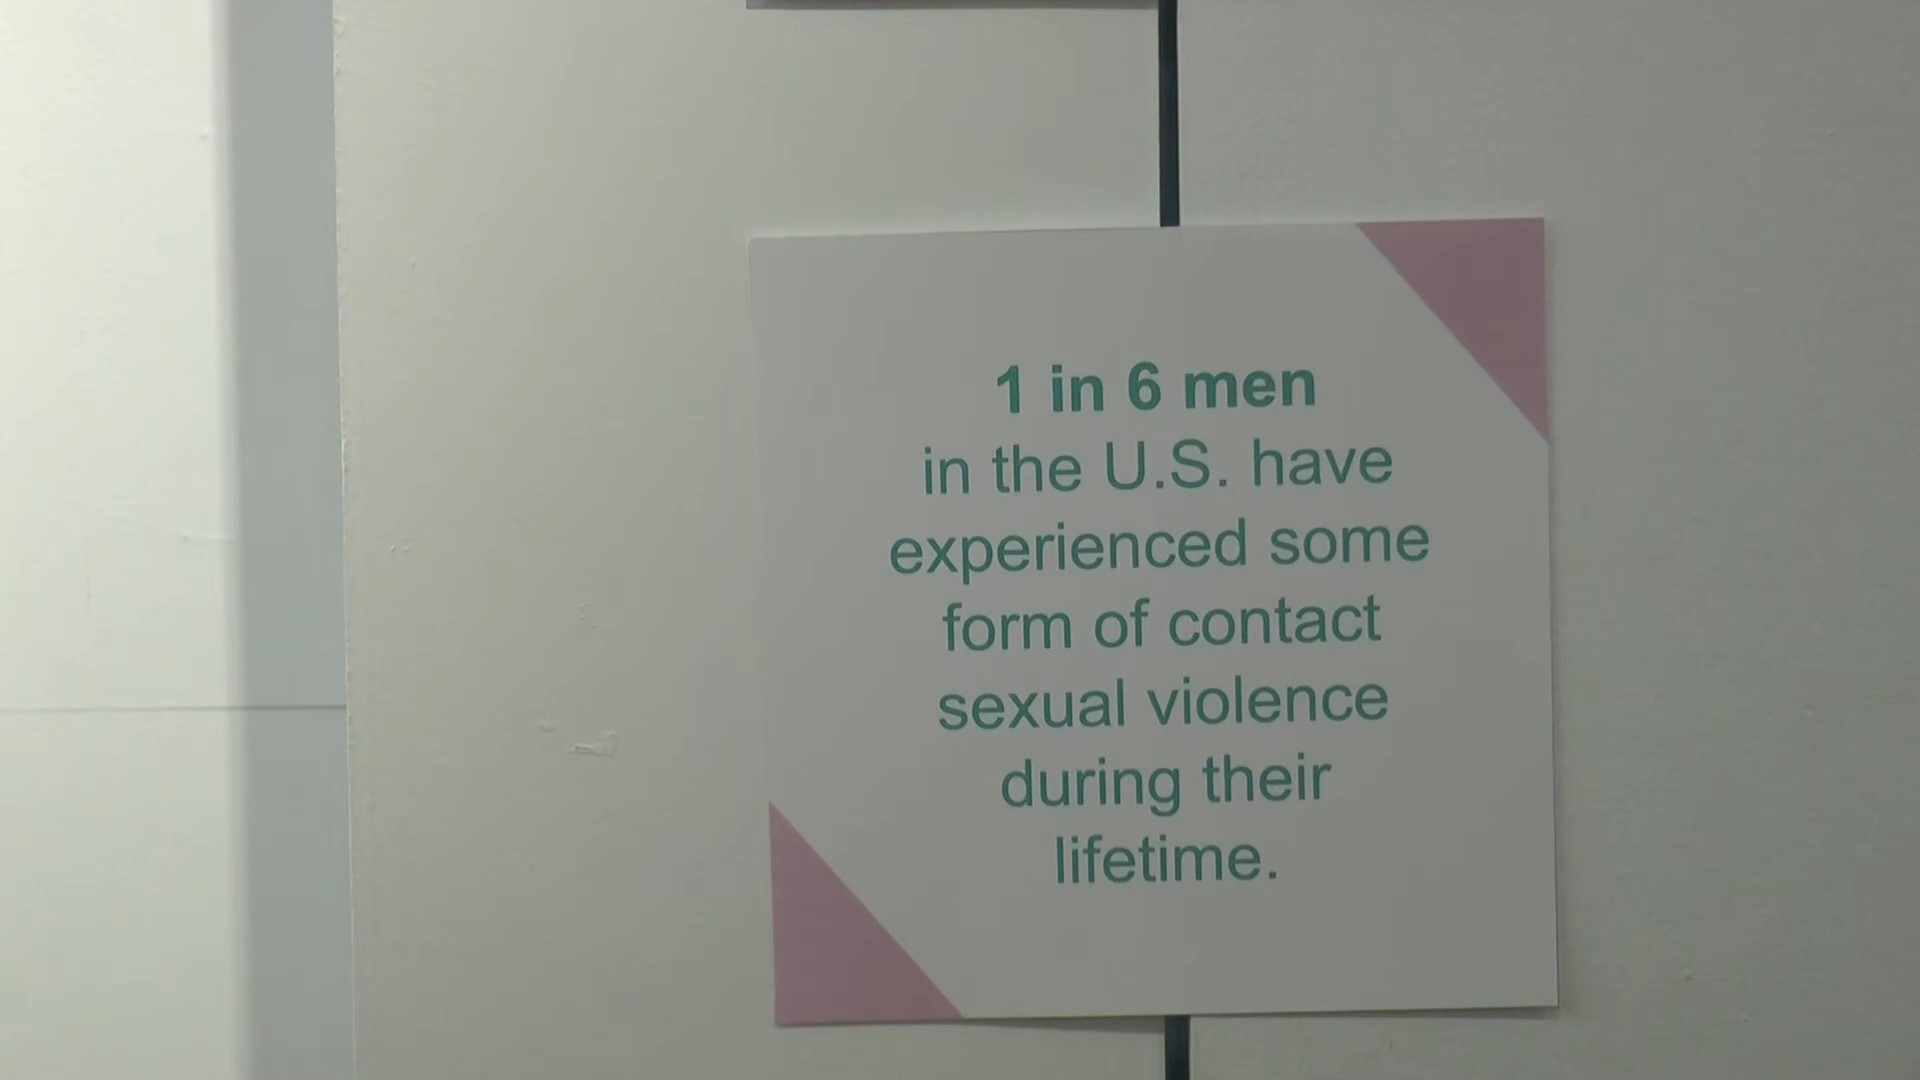 1 in 6 men
in the U.S. have
experienced some
form of contact
sexual violence
during their
lifetime.